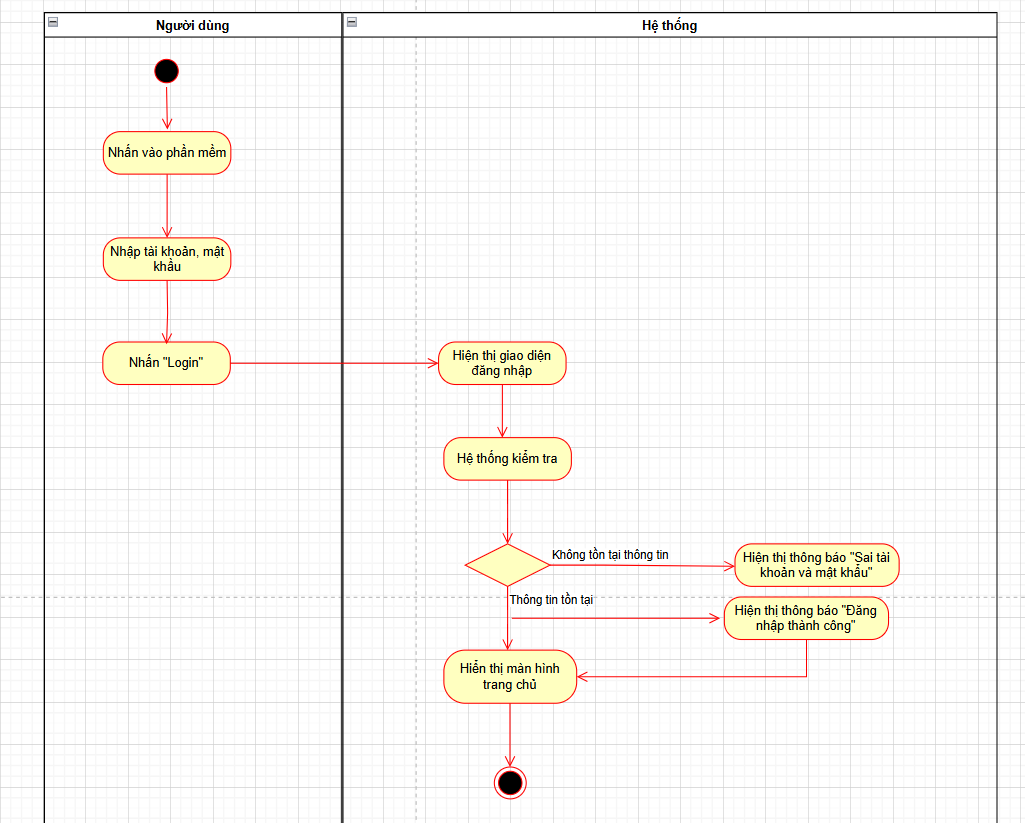 Người dùng
Hệ thống
Nhấn vào phần mềm
Nhập tài khoản, mật
khẩu
Nhấn "Login"
Hiện thị giao diện
đăng nhập
Hệ thống kiểm tra
Không tồn tại thông tin
Hiện thị thông báo "Sai tài
khoản và mật khẩu"
Thông tin tồn tại
Hiện thị thông báo "Đăng
nhập thành công"
Hiển thị màn hình
trang chủ